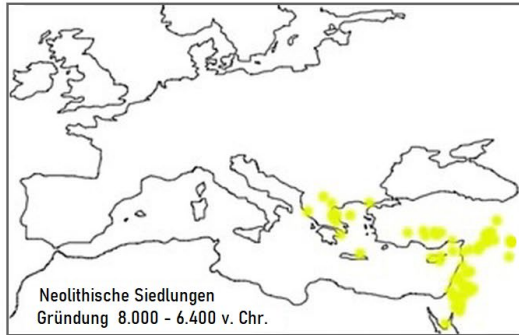 Neolithische Siedlungen
Gründung 8.000 - 6.400 v. Chr.